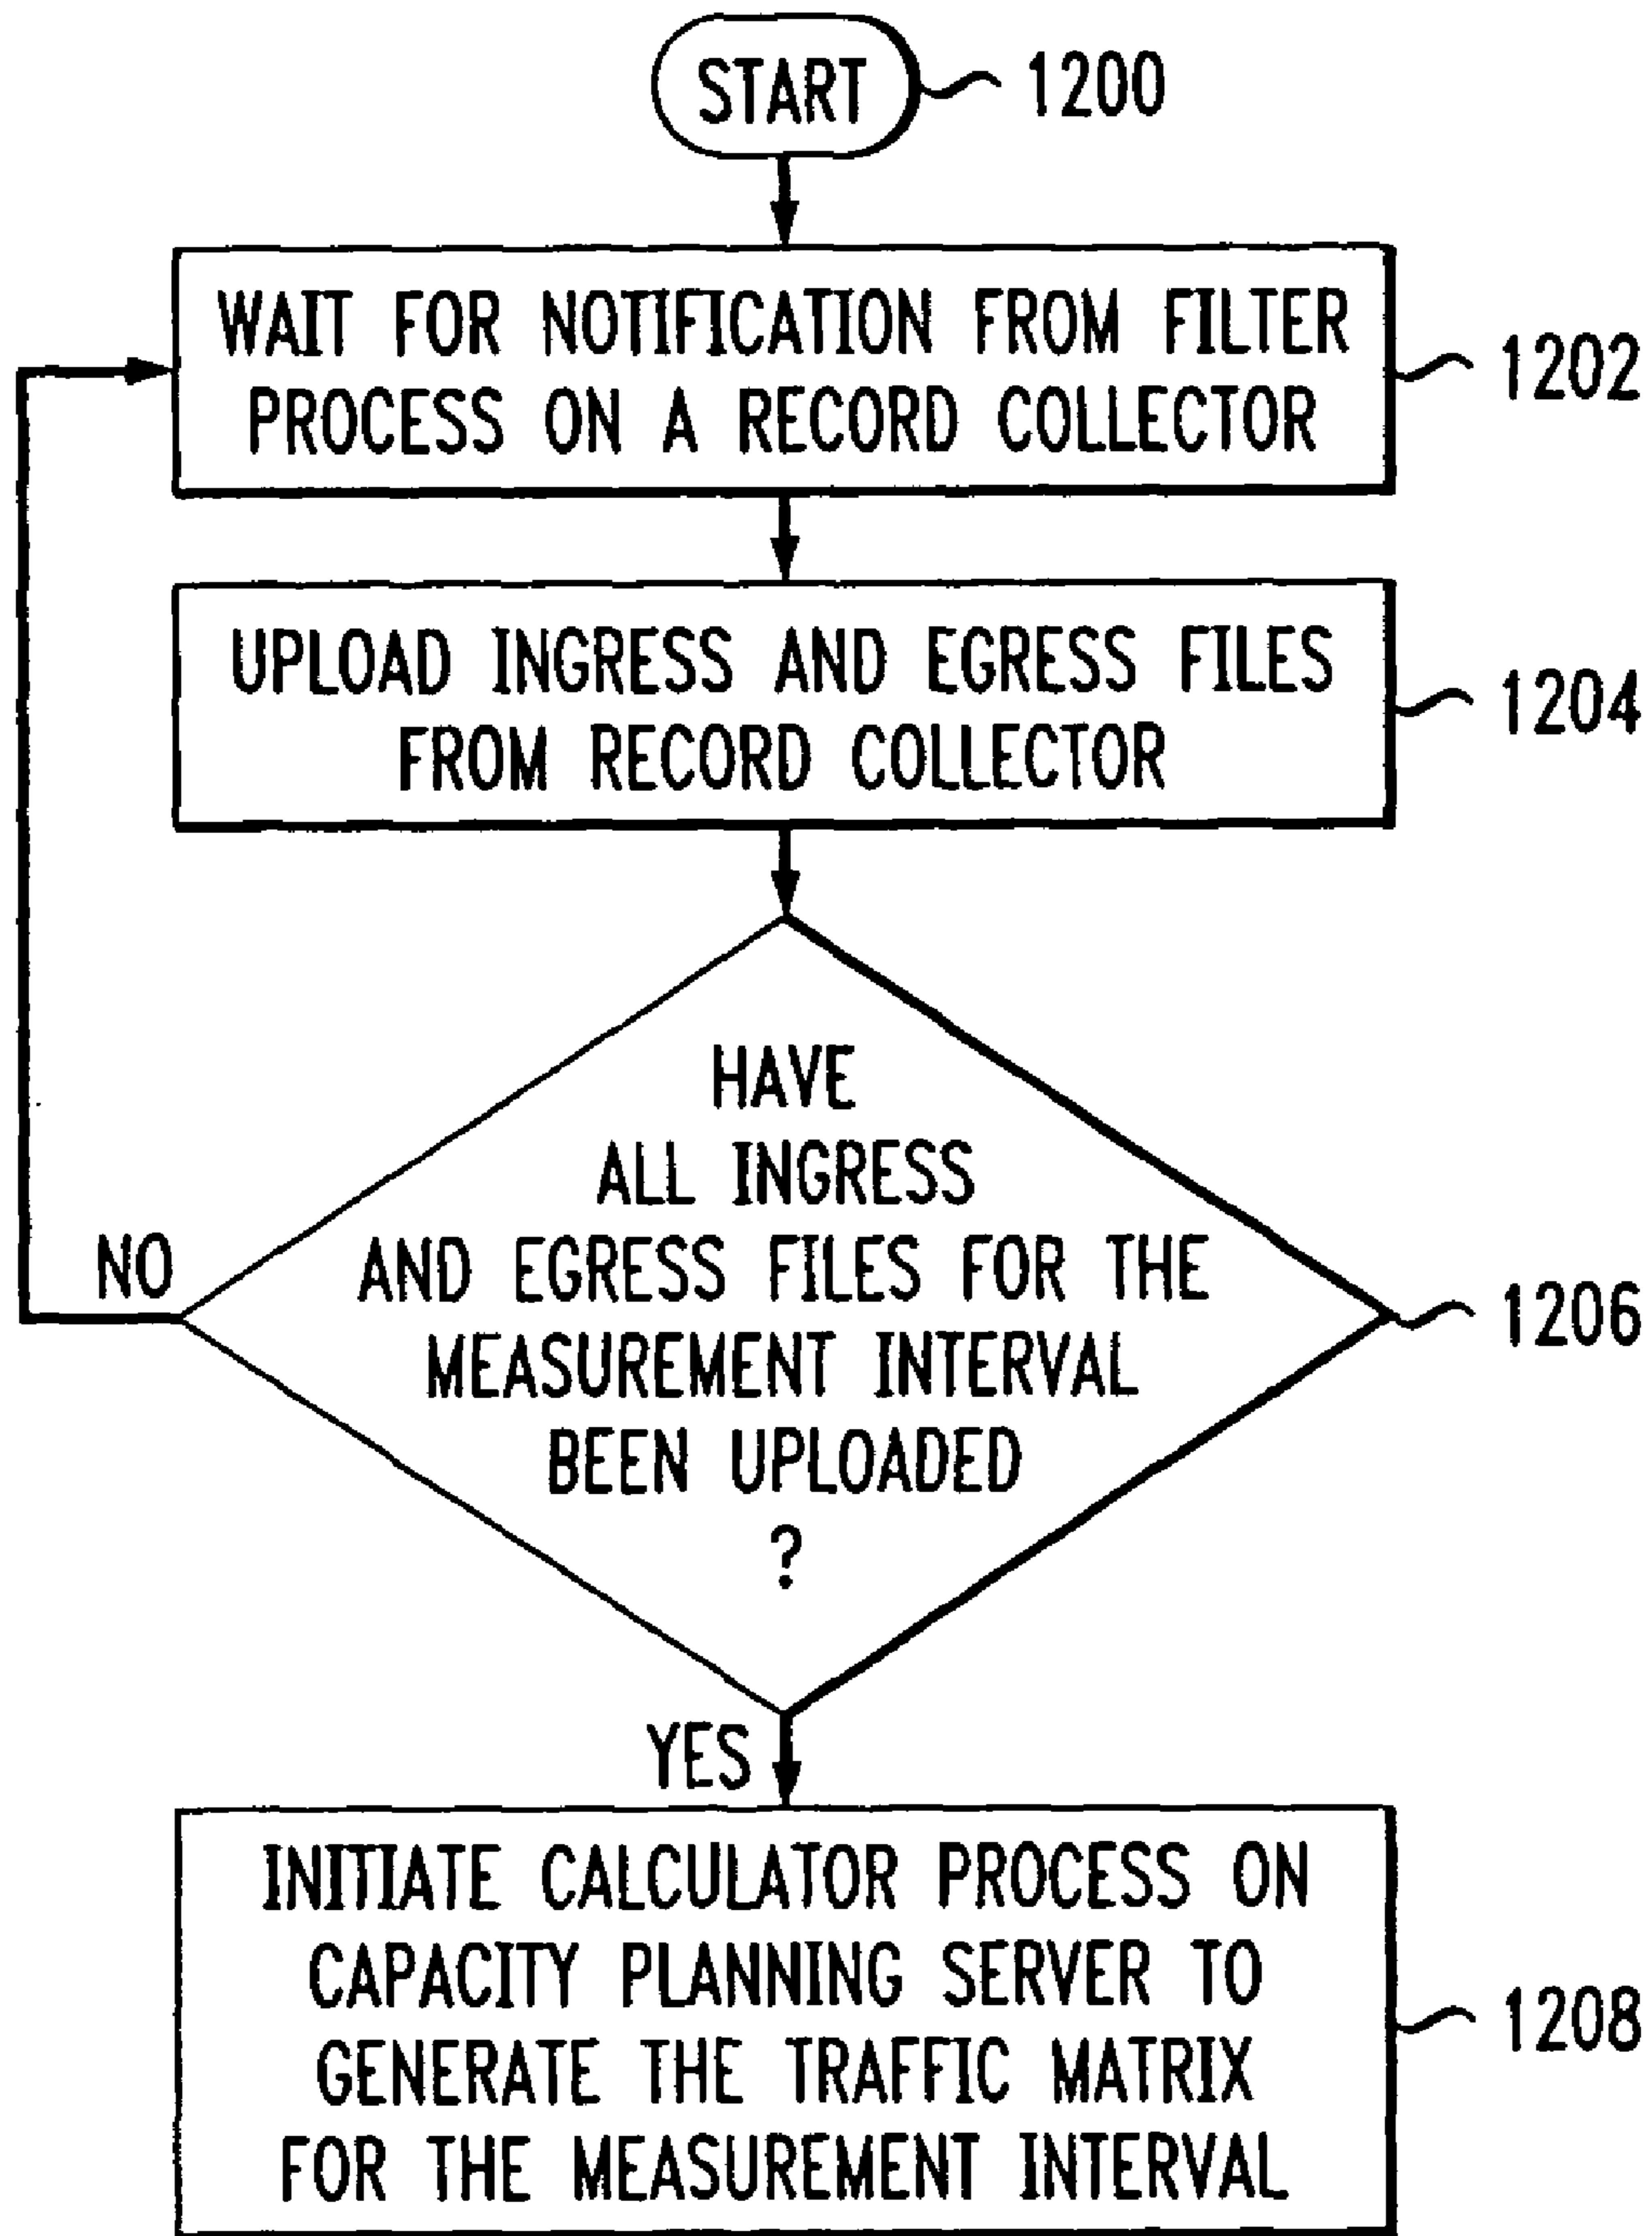 START
1200
WAIT FOR NOTIFICATION FROM FILTER
PROCESS ON A RECORD COLLECTOR
1202
UPLOAD INGRESS AND EGRESS FILES
FROM RECORD COLLECTOR
1204
HAVE
ALL INGRESS
AND EGRESS FILES FOR THE
MEASUREMENT INTERVAL
BEEN UPLOADED
?
1206
NO
YES
INITIATE CALCULATOR PROCESS ON
CAPACITY PLANNING SERVER TO
GENERATE THE TRAFFIC MATRIX
FOR THE MEASUREMENT INTERVAL
1208